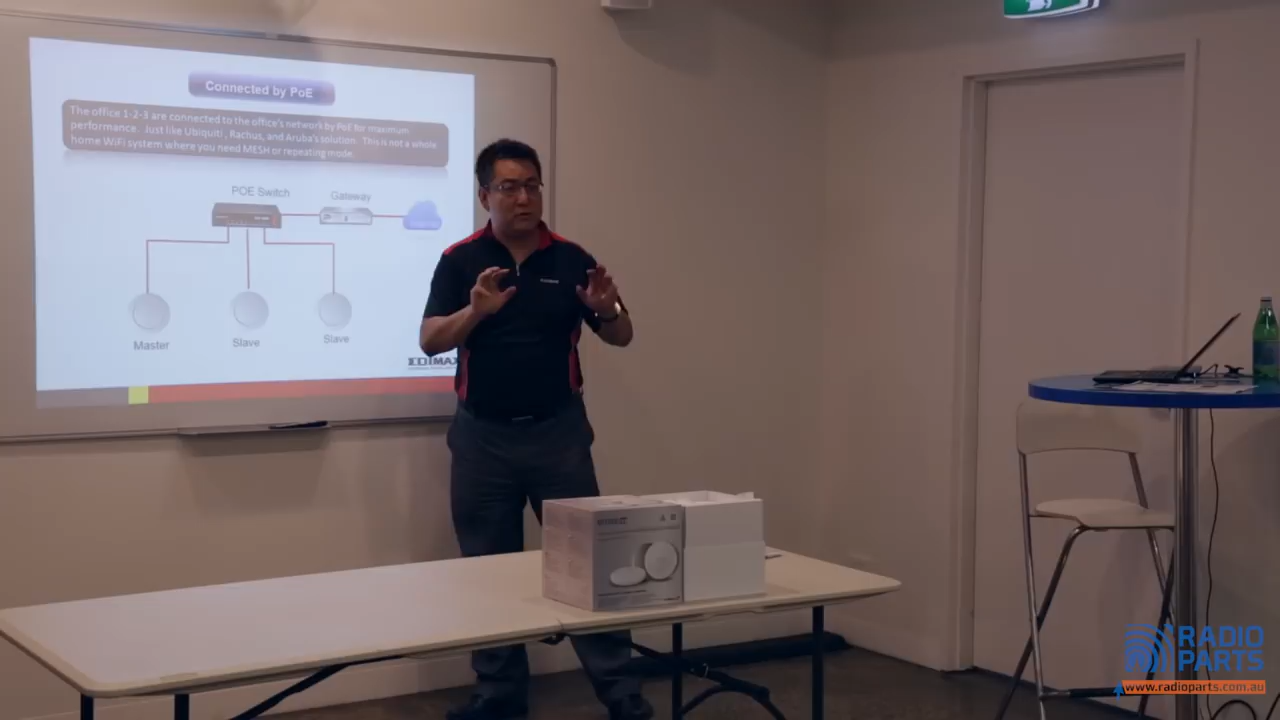 Connected by PoE
The office 1-2-3 are connected to the office's network by PoE for maximum
performance. Just like Ubiquiti , Rachus, and Aruba's solution. This is not a whole
home WiFi system where you need MESH or repeating mode.
POE Switch
Gateway
Master
Slave
Slave
EDIMAX
RADIO
PARTS
www.radioparts.com.au